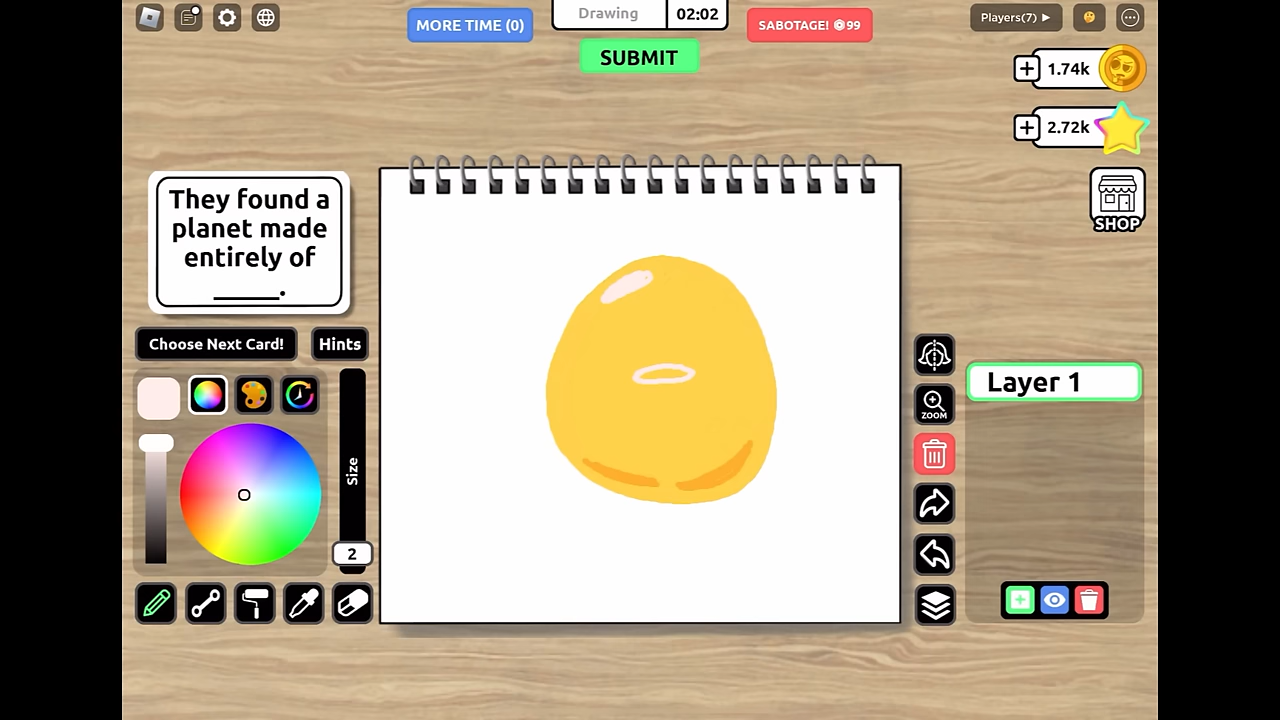 MORE TIME (0)
Drawing
02:02
SABOTAGE! 99
Players(7)
SUBMIT
1.74k
2.72k
SHOP
They found a
planet made
entirely of
______.
Choose Next Card!
Hints
Size
2
ZOOM
Layer 1